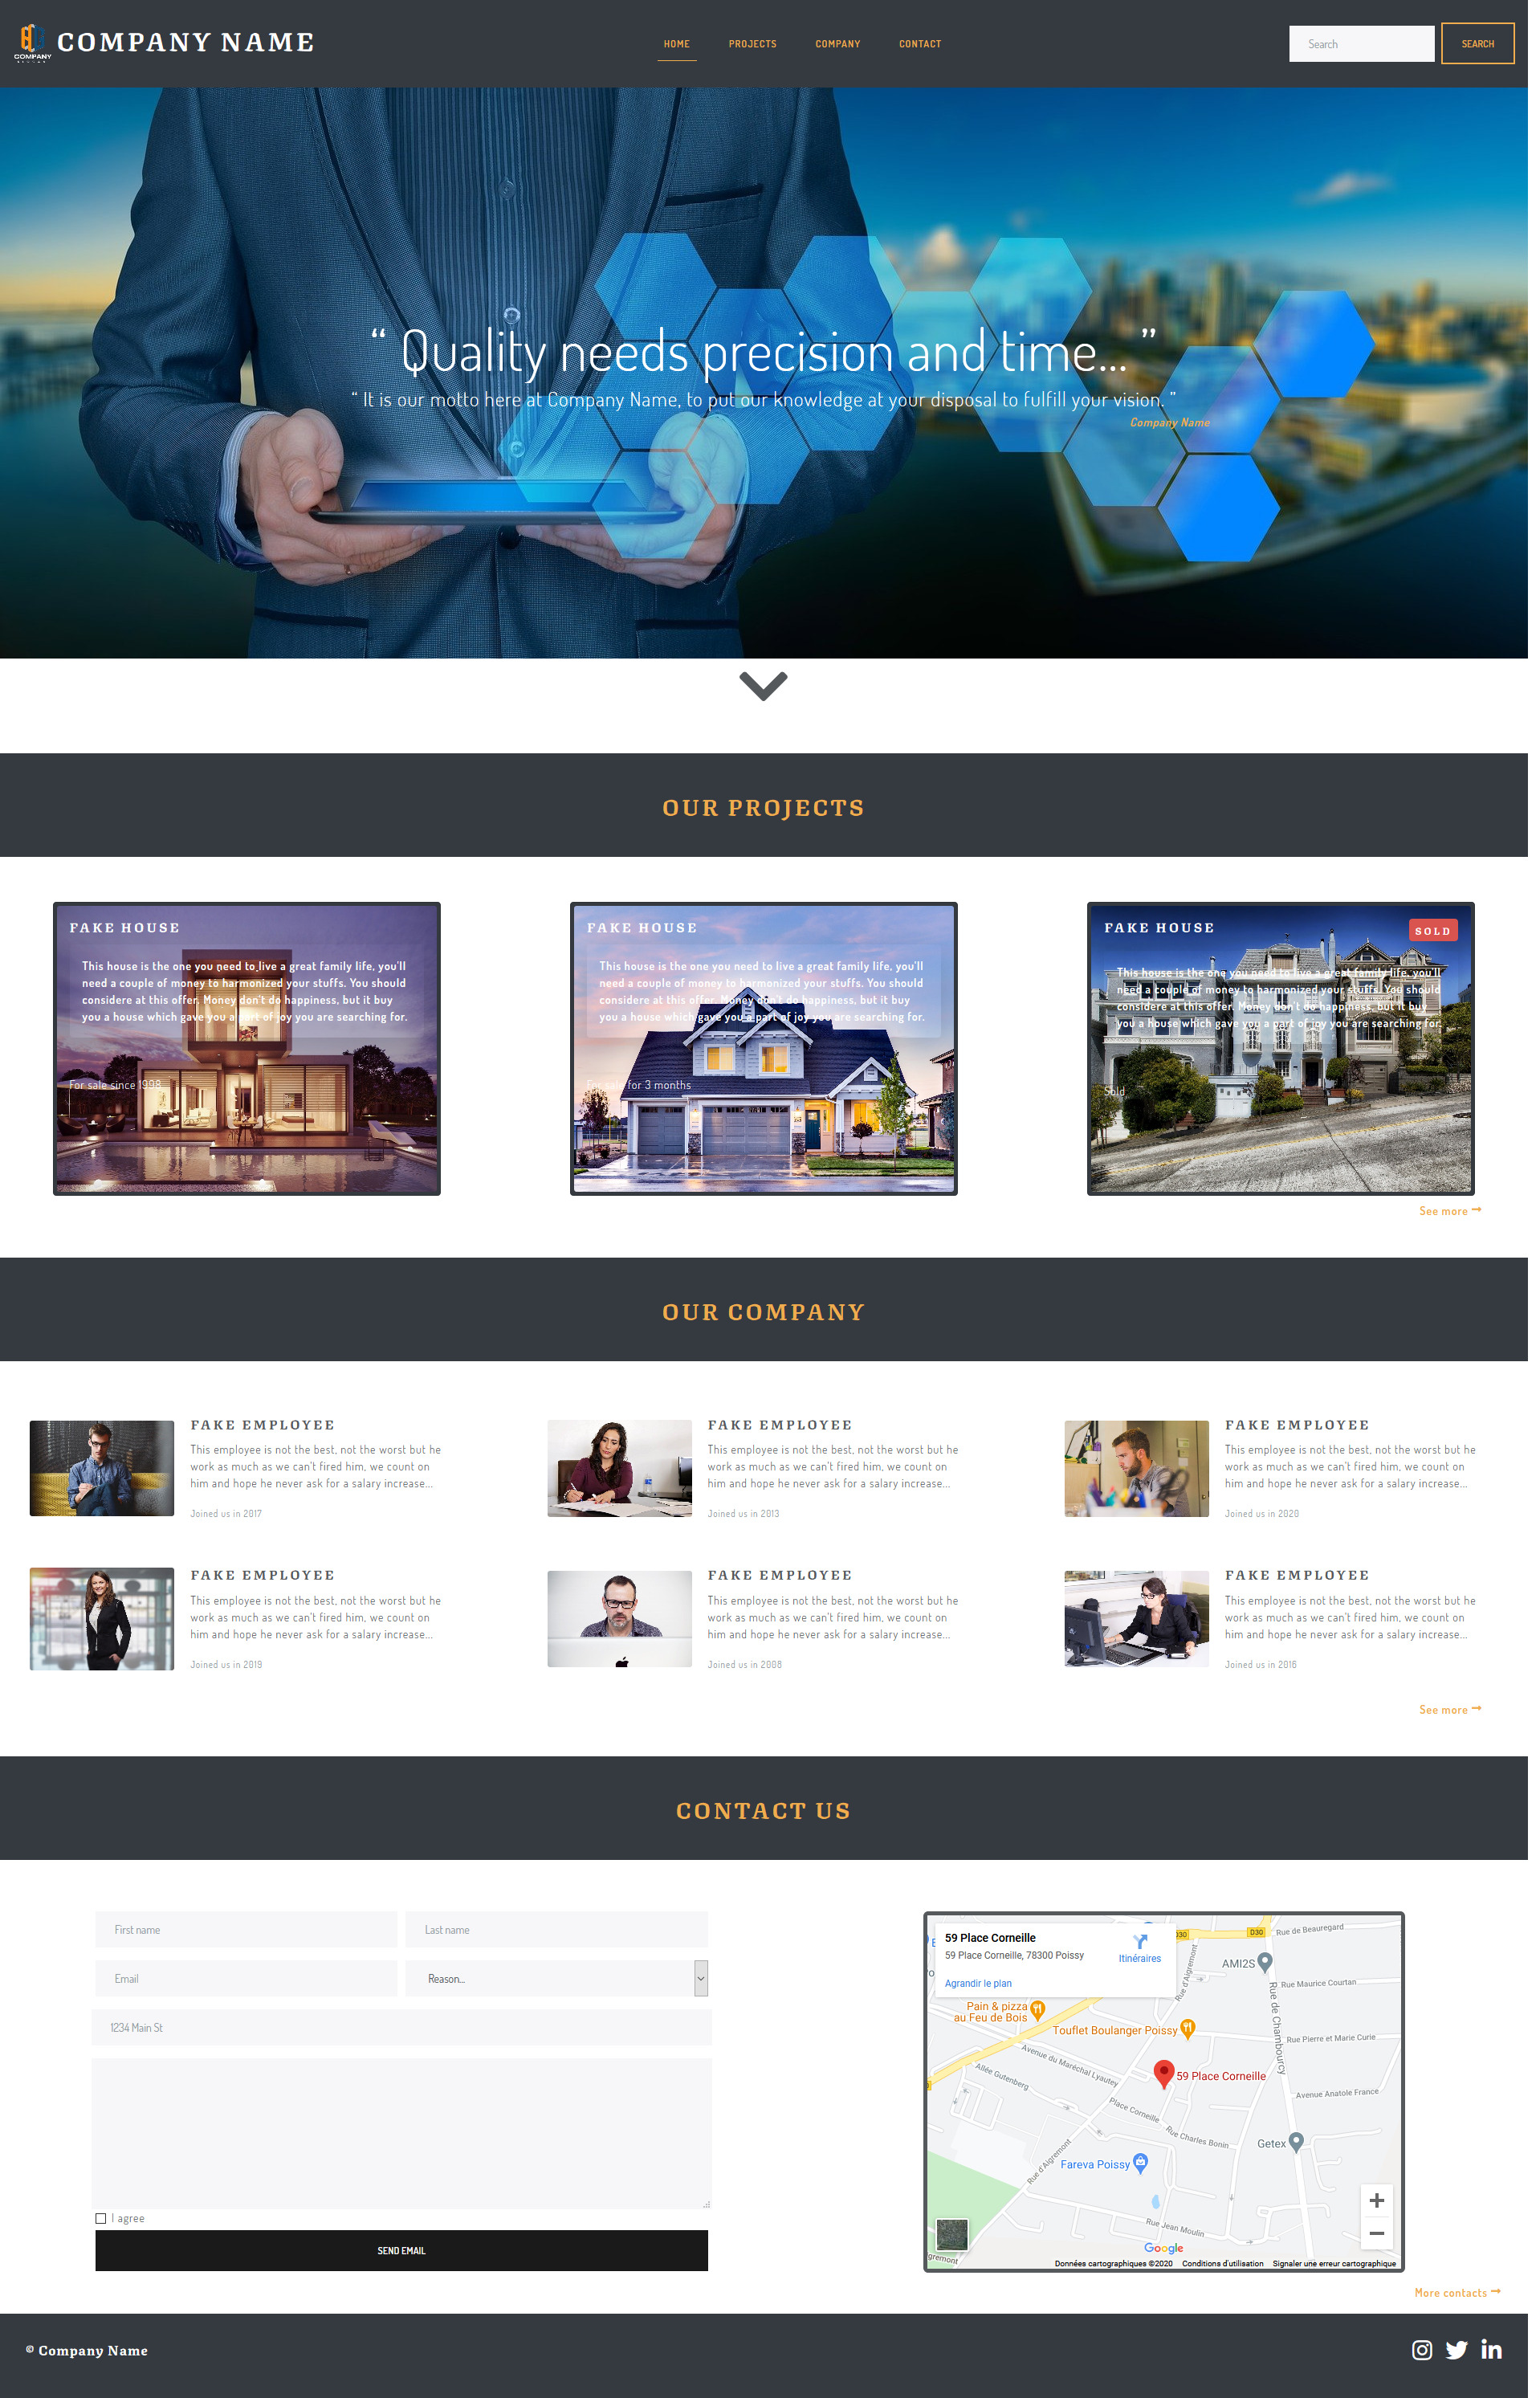 COMPANY
COMPANY NAME
HOME
PROJECTS
COMPANY
CONTACT
Search
SEARCH
“ Quality needs precision and time... ”
“ It is our motto here at Company Name, to put our knowledge at your disposal to fulfill your vision. ”
Company Name
OUR PROJECTS
FAKE HOUSE
This house is the one you need to live a great family life, you'll
need a couple of money to harmonized your stuffs. You should
considere at this offer. Money don't do happiness, but it buy
you a house which gave you a part of joy you are searching for.
For sale since 1998
FAKE HOUSE
This house is the one you need to live a great family life, you'll
need a couple of money to harmonized your stuffs. You should
considere at this offer. Money don't do happiness, but it buy
you a house which gave you a part of joy you are searching for.
For sale for 3 months
FAKE HOUSE
SOLD
This house is the one you need to live a great family life, you'll
need a couple of money to harmonized your stuffs. You should
considere at this offer. Money don't do happiness, but it buy
you a house which gave you a part of joy you are searching for.
Sold
See more
OUR COMPANY
FAKE EMPLOYEE
This employee is not the best, not the worst but he
work as much as we can't fired him, we count on
him and hope he never ask for a salary increase...
Joined us in 2017
FAKE EMPLOYEE
This employee is not the best, not the worst but he
work as much as we can't fired him, we count on
him and hope he never ask for a salary increase...
Joined us in 2013
FAKE EMPLOYEE
This employee is not the best, not the worst but he
work as much as we can't fired him, we count on
him and hope he never ask for a salary increase...
Joined us in 2020
FAKE EMPLOYEE
This employee is not the best, not the worst but he
work as much as we can't fired him, we count on
him and hope he never ask for a salary increase...
Joined us in 2019
FAKE EMPLOYEE
This employee is not the best, not the worst but he
work as much as we can't fired him, we count on
him and hope he never ask for a salary increase...
Joined us in 2008
FAKE EMPLOYEE
This employee is not the best, not the worst but he
work as much as we can't fired him, we count on
him and hope he never ask for a salary increase...
Joined us in 2016
See more
CONTACT US
First name
Last name
Email
Reason...
1234 Main St
I agree
SEND EMAIL
59 Place Corneille
59 Place Corneille, 78300 Poissy
Itinéraires
Agrandir le plan
D30
D30
Rue de Beauregard
AMI2S
Rue d'Aigremont
Rue Maurice Courtan
Rue de Chambourcy
Pain & pizza
au Feu de Bois
Touflet Boulanger Poissy
Rue Pierre et Marie Curie
Avenue du Maréchal Lyautey
Allée Gutenberg
59 Place Corneille
Avenue Anatole France
Place Corneille
Rue Charles Bonin
Getex
Rue d'Aigremont
Fareva Poissy
Rue Jean Moulin
gremont
Google
Données cartographiques ©2020
Conditions d'utisation
Signaler une erreur cartographique
More contacts
© Company Name